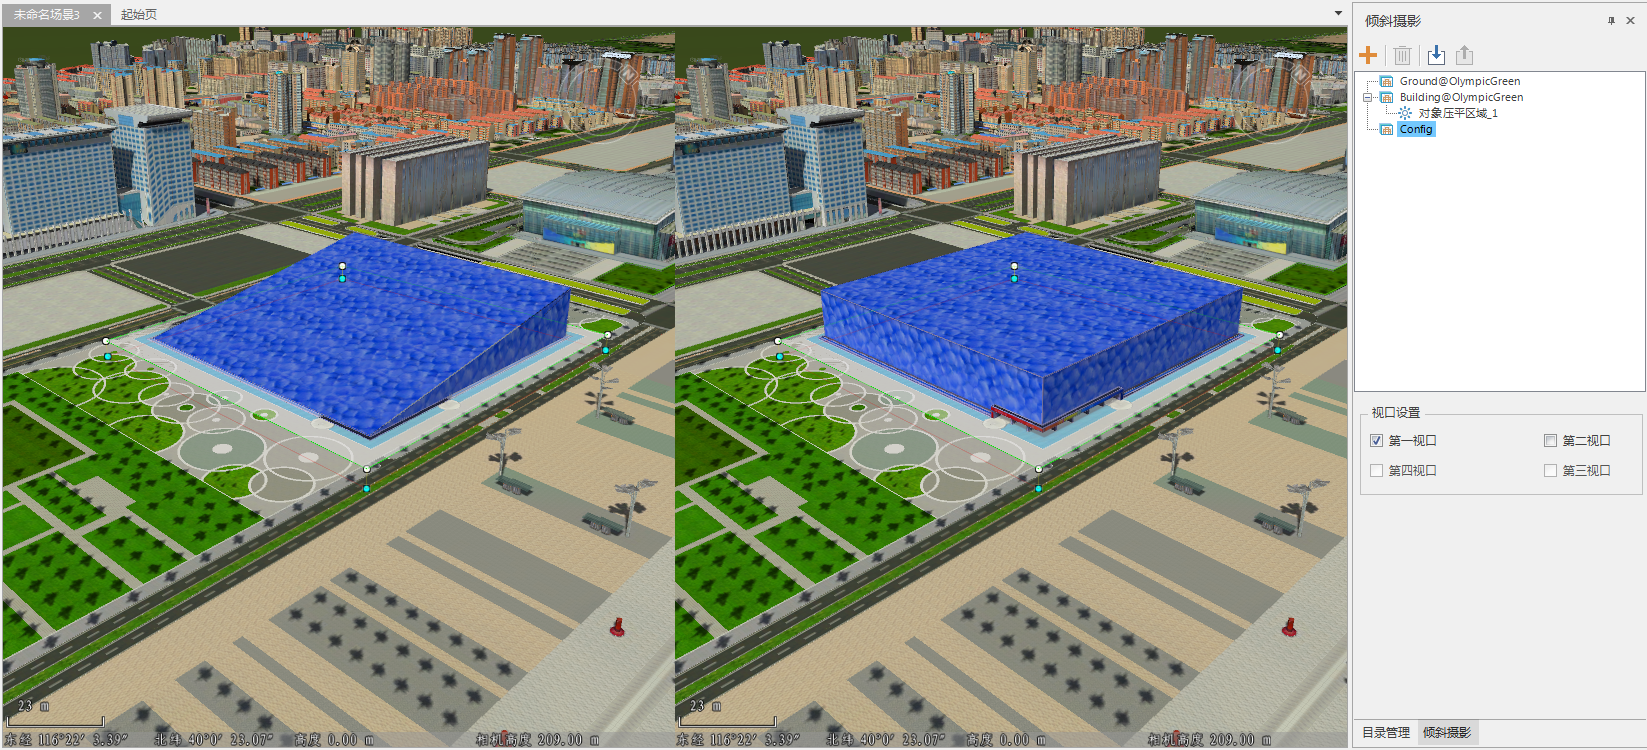 未命名场景3 × 起始页
倾斜摄影
Ground@OlympicGreen
Building@OlympicGreen
对象压平区域_1
Config
视口设置
第一视口 第二视口
第四视口 第三视口
N
N
23 m
东经 116°22′ 3.39″ 北纬 40°0′ 23.07″ 高度 0.00 m 相机高度 209.00 m
23 m
东经 116°22′ 3.39″ 北纬 40°0′ 23.07″ 高度 0.00 m 相机高度 209.00 m
目录管理 倾斜摄影